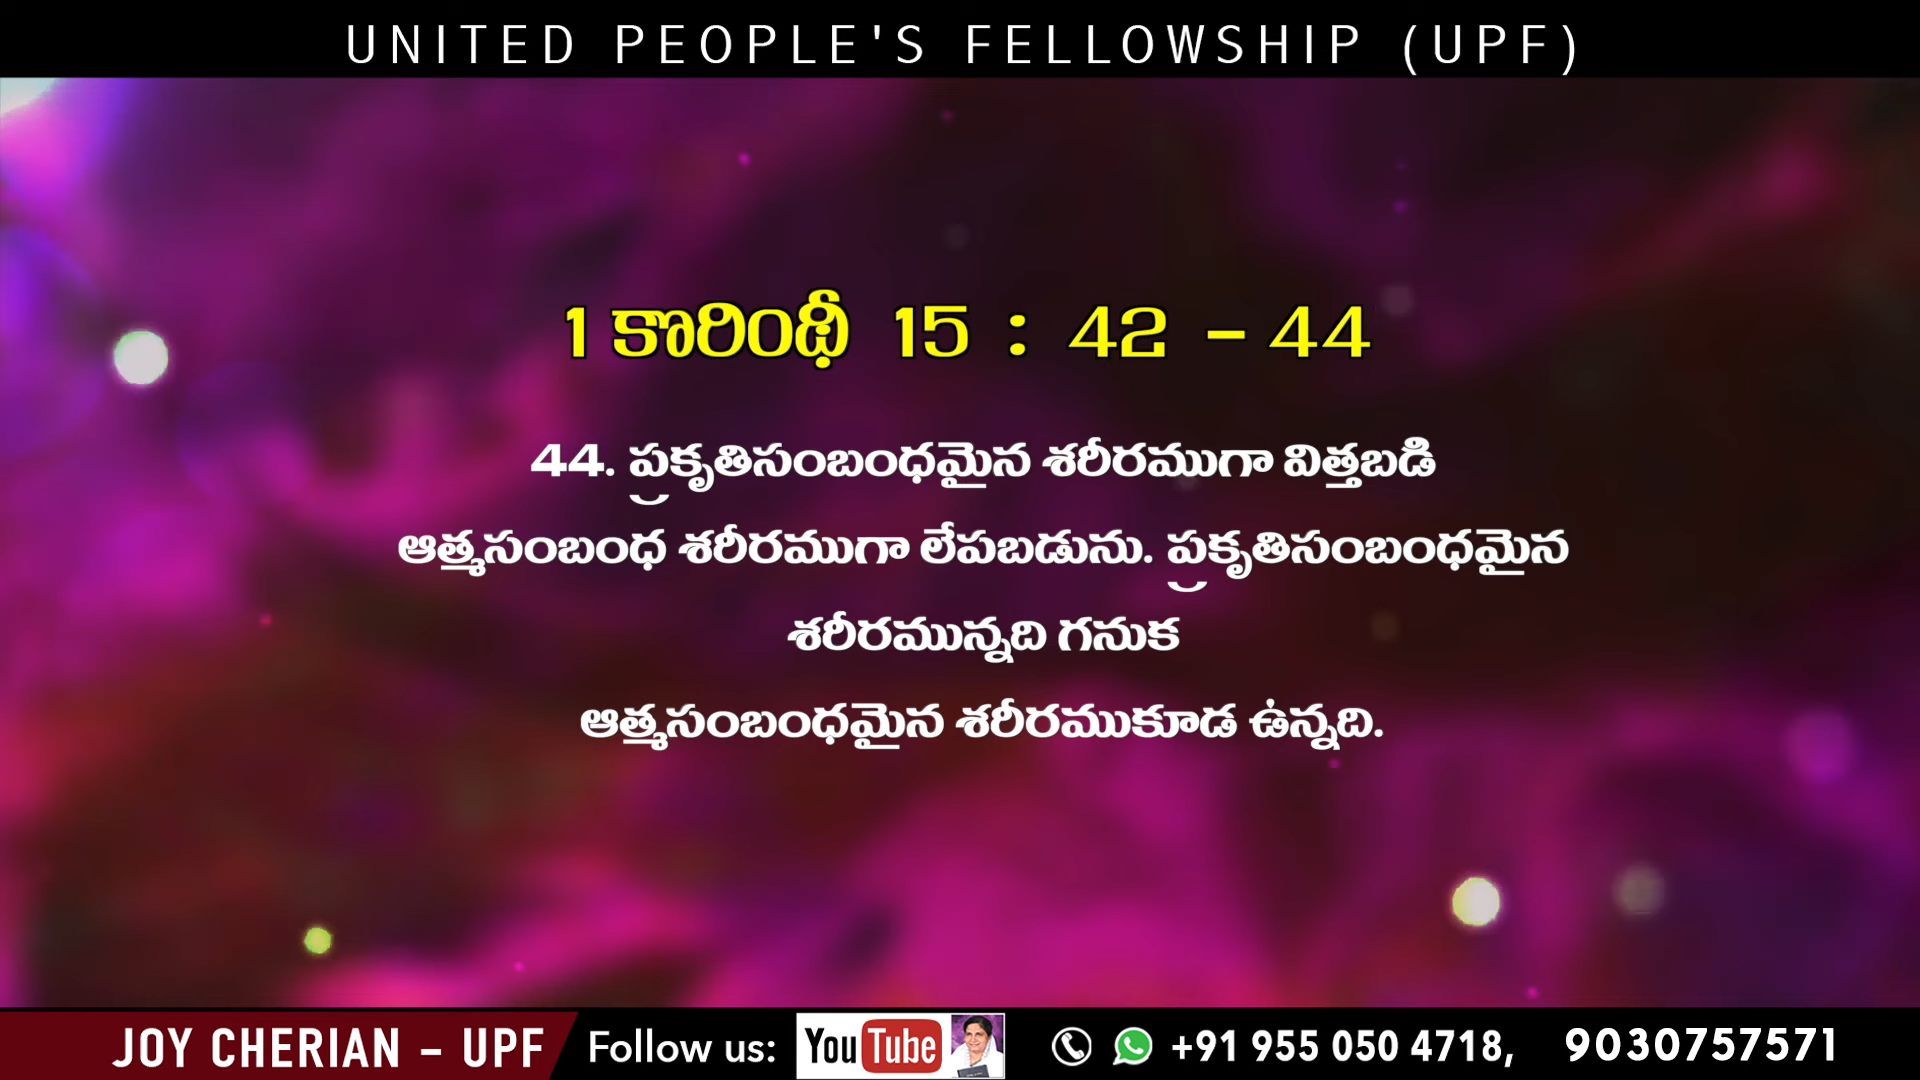 UNITED PEOPLE'S FELLOWSHIP (UPF)
1 కొరింథీ 15 : 42 - 44
44. ప్రకృతిసంబంధమైన శరీరముగా విత్తబడి
ఆత్మసంబంధ శరీరముగా లేపబడును. ప్రకృతిసంబంధమైన
శరీరమున్నది గనుక
ఆత్మసంబంధమైన శరీరముకూడ ఉన్నది.
JOY CHERIAN – UPF Follow us: YouTube +91 955 050 4718, 9030757571